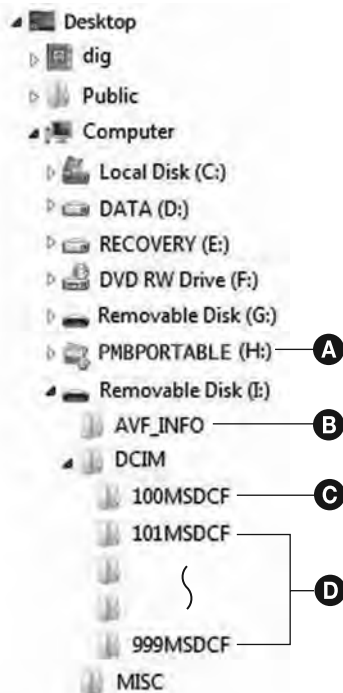 Desktop
dig
Public
Computer
Local Disk (C:)
DATA (D:)
RECOVERY (E:)
DVD RW Drive (F:)
Removable Disk (G:)
PMBPORTABLE (H:) A
Removable Disk (I:)
AVF_INFO B
DCIM
100MSDCF C
101MSDCF
D
999MSDCF
MISC